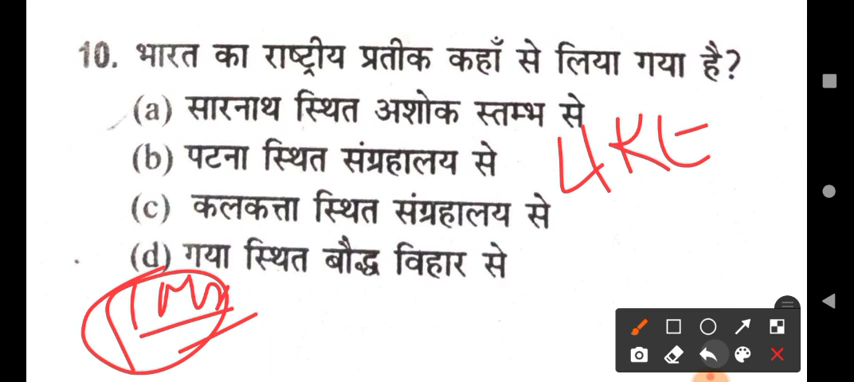 10. भारत का राष्ट्रीय प्रतीक कहाँ से लिया गया है?
(a) सारनाथ स्थित अशोक स्तम्भ से
(b) पटना स्थित संग्रहालय से
(c) कलकत्ता स्थित संग्रहालय से
(d) गया स्थित बौद्ध विहार से